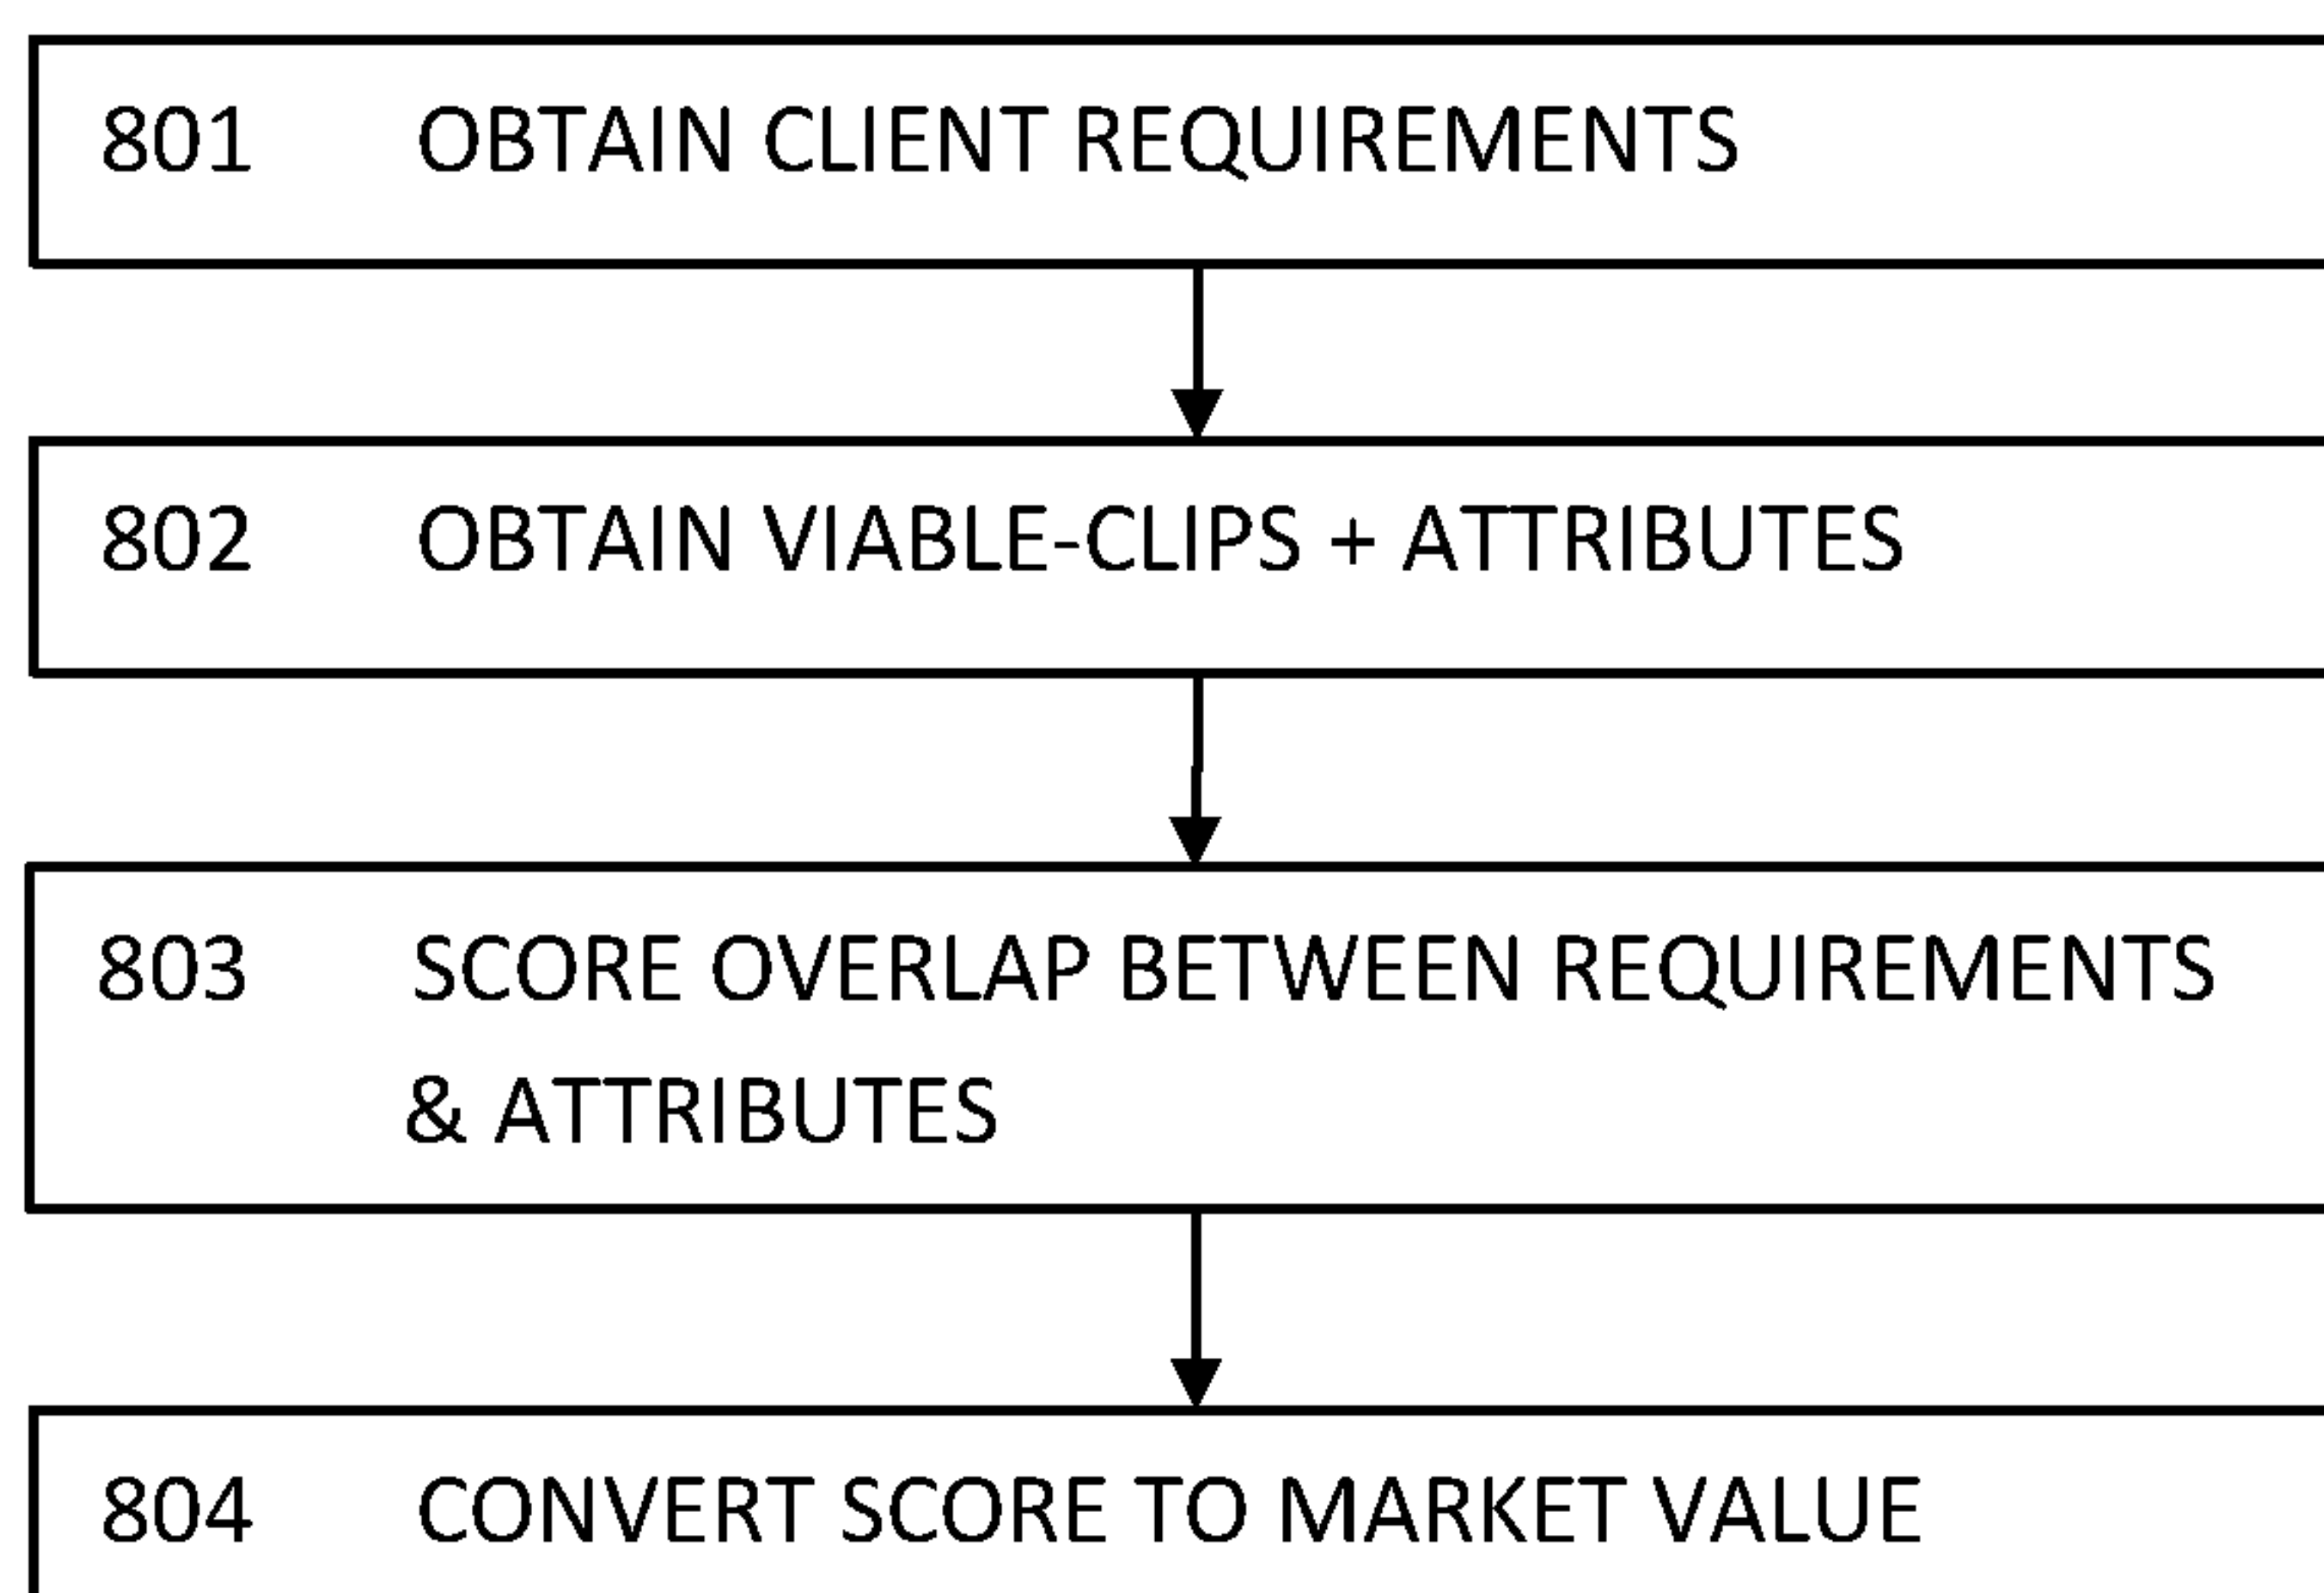 801 OBTAIN CLIENT REQUIREMENTS
802 OBTAIN VIABLE-CLIPS + ATTRIBUTES
803 SCORE OVERLAP BETWEEN REQUIREMENTS
& ATTRIBUTES
804 CONVERT SCORE TO MARKET VALUE